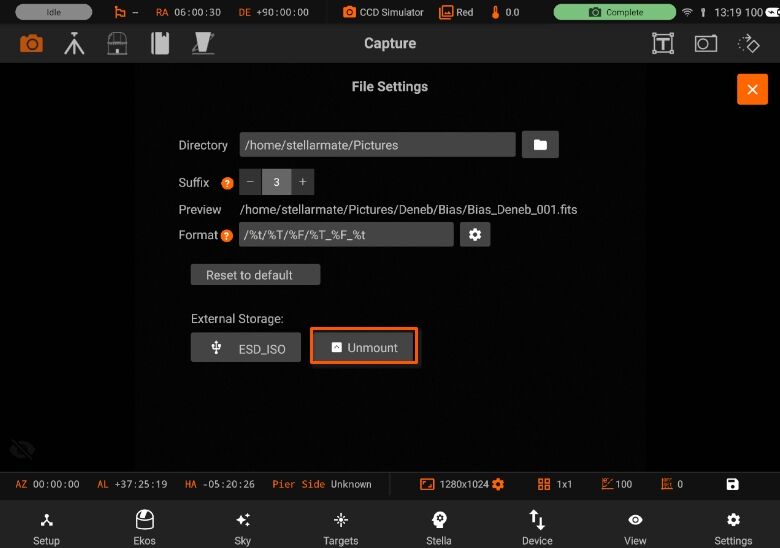 Idle -- RA 06:00:30 DE +90:00:00 CCD Simulator Red 0.0 Complete 13:19 100
Capture
File Settings
Directory /home/stellarmate/Pictures
Suffix ? − 3 +
Preview /home/stellarmate/Pictures/Deneb/Bias/Bias_Deneb_001.fits
Format ? /%t/%T/%F/%T_%F_%t
Reset to default
External Storage:
ESD_ISO Unmount
AZ 00:00:00 AL +37:25:19 HA -05:20:26 Pier Side Unknown 1280x1024 1x1 100 0
Setup Ekos Sky Targets Stella Device View Settings